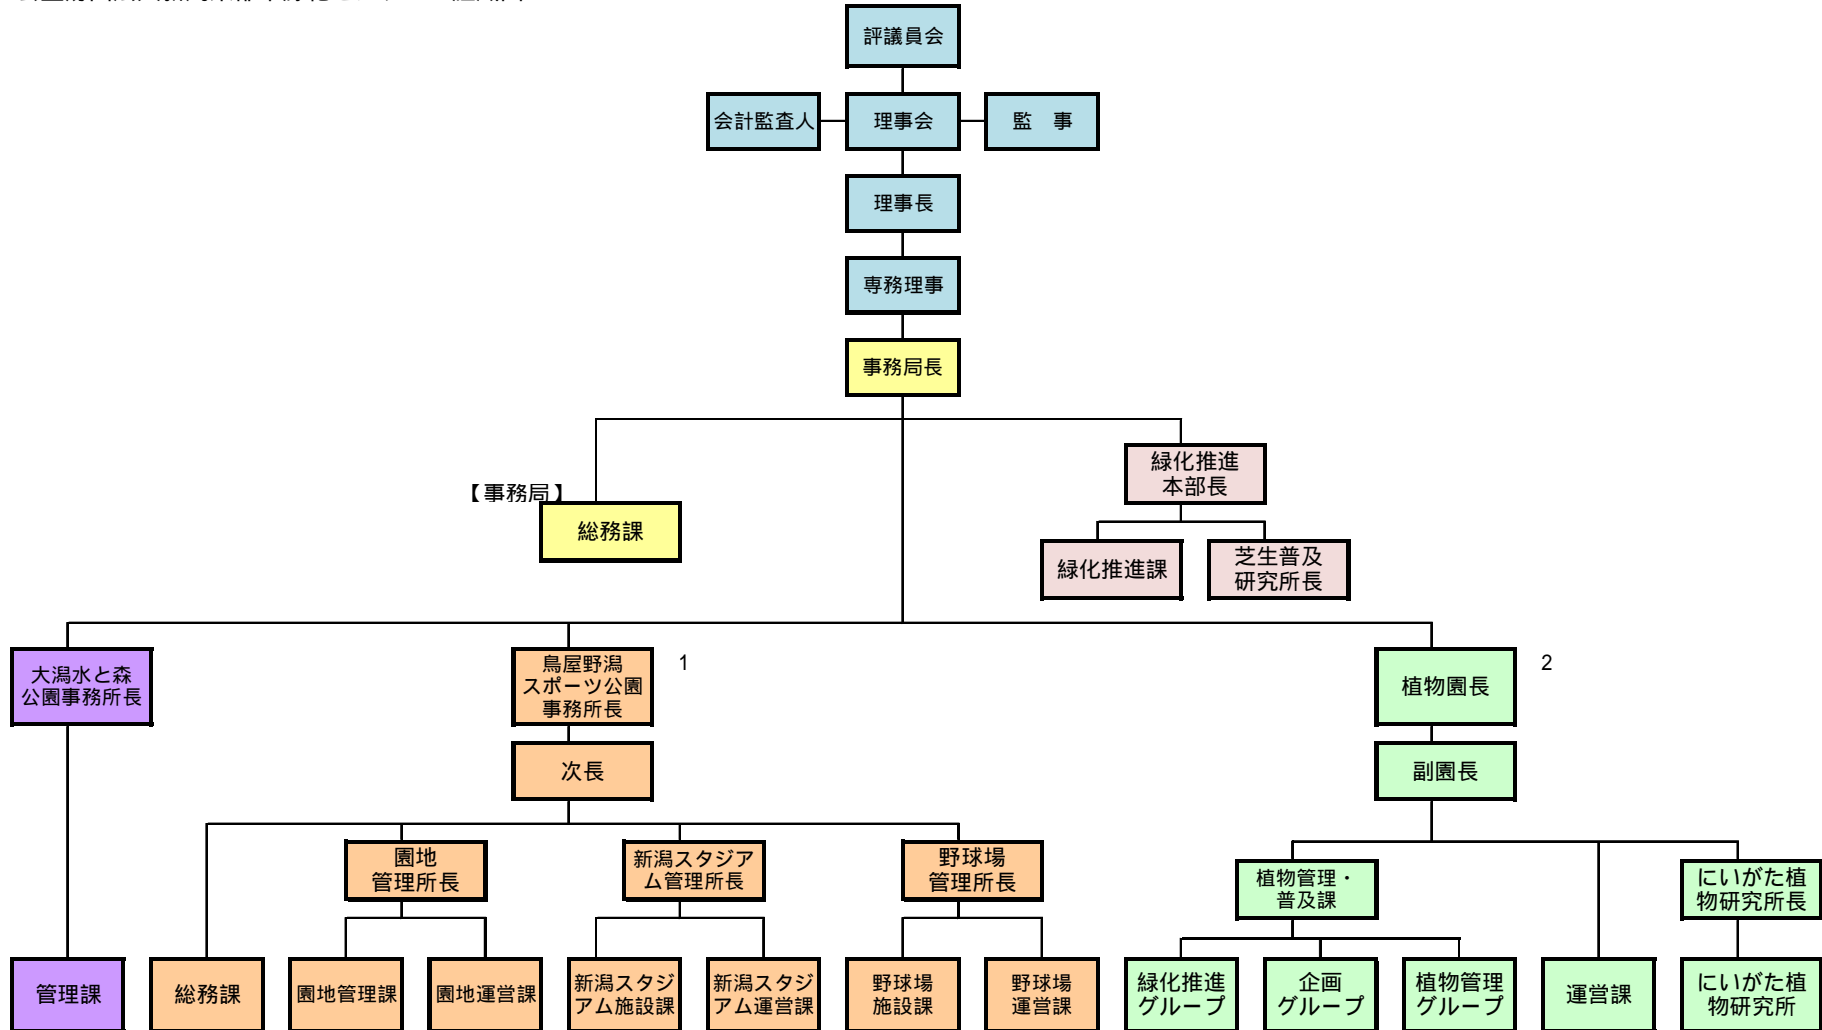 評議員会
会計監査人
理事会
監　事
理事長
専務理事
事務局長
緑化推進
本部長
【事務局】
総務課
緑化推進課
芝生普及
研究所長
大潟水と森
公園事務所長
鳥屋野潟
スポーツ公園
事務所長
1
植物園長
2
次長
副園長
園地
管理所長
新潟スタジア
ム管理所長
野球場
管理所長
植物管理・
普及課
にいがた植
物研究所長
管理課
総務課
園地管理課
園地運営課
新潟スタジ
アム施設課
新潟スタジ
アム運営課
野球場
施設課
野球場
運営課
緑化推進
グループ
企画
グループ
植物管理
グループ
運営課
にいがた植
物研究所